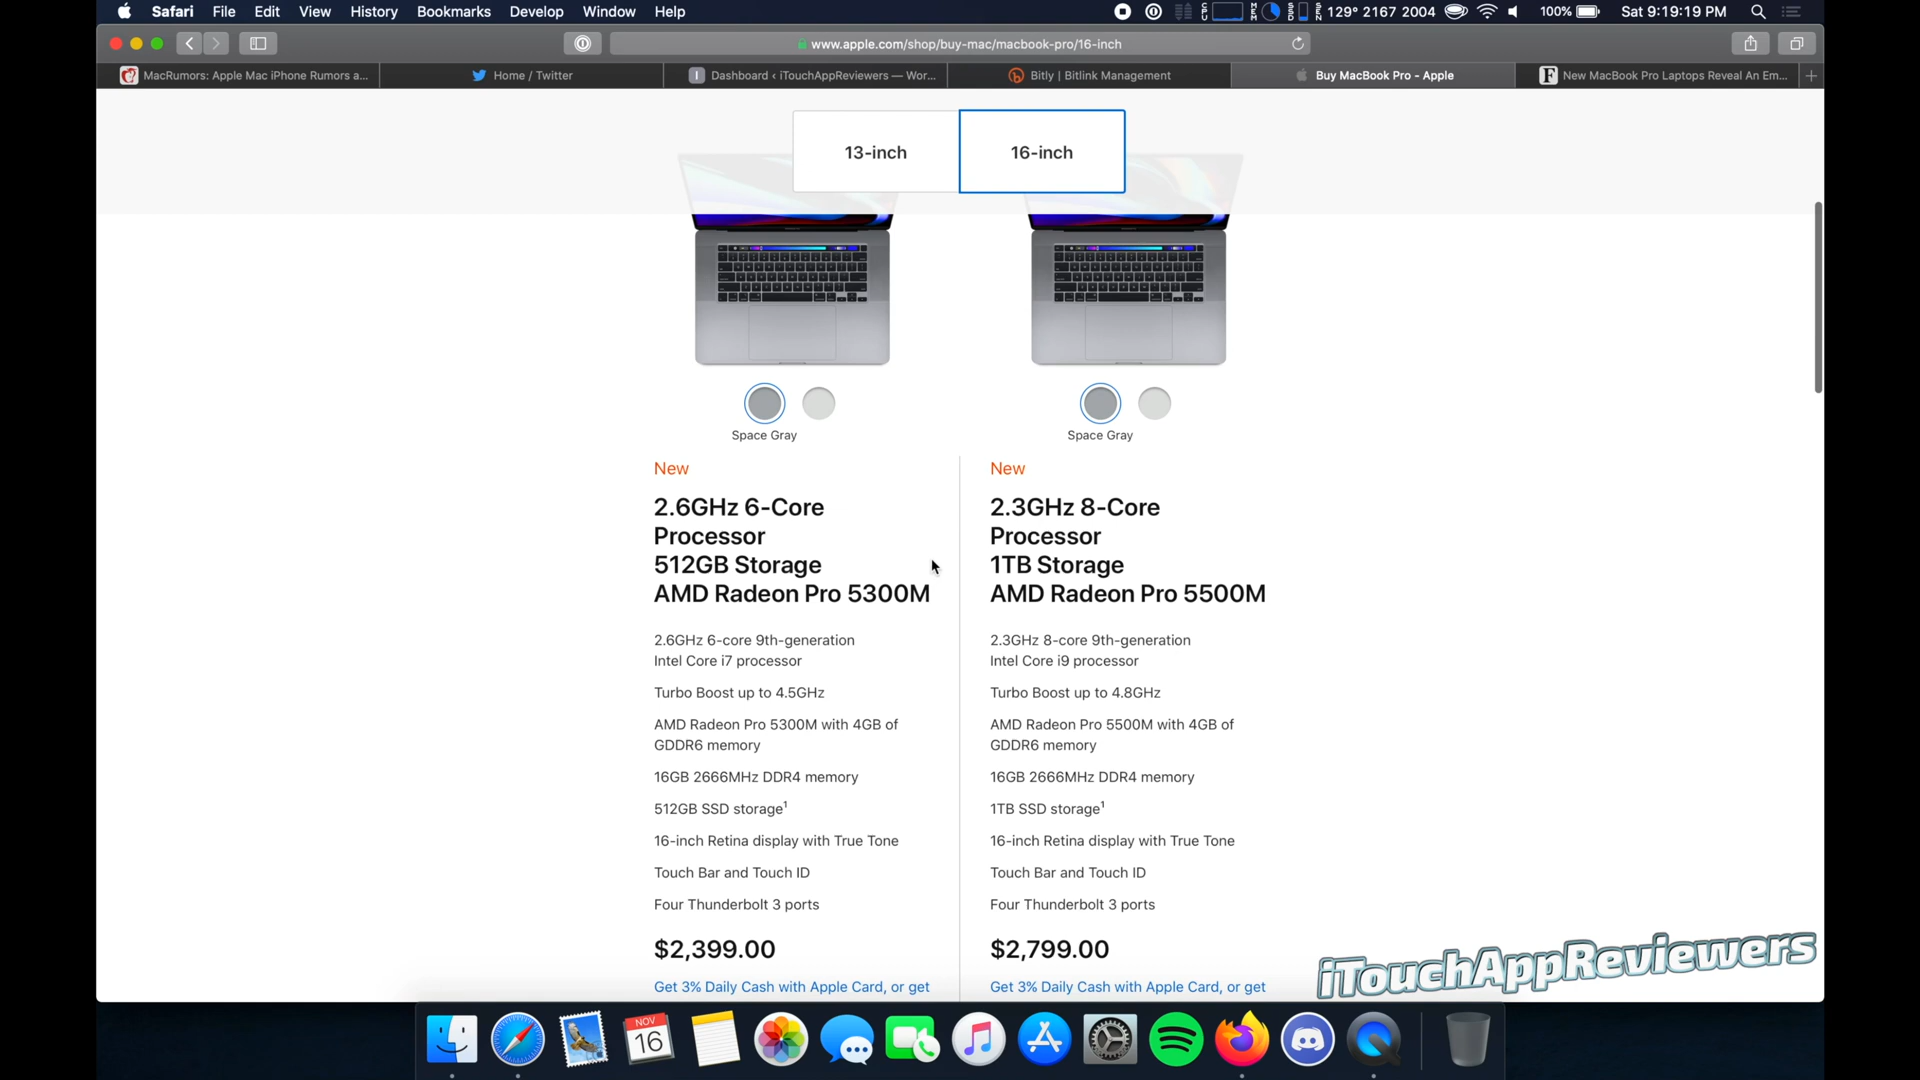 Safari File Edit View History Bookmarks Develop Window Help
CPU MEM SSD SEN 129° 2167 2004 100% Sat 9:19:19 PM
www.apple.com/shop/buy-mac/macbook-pro/16-inch
MacRumors: Apple Mac iPhone Rumors a... Home / Twitter Dashboard ‹ iTouchAppReviewers — Wor... Bitly | Bitlink Management Buy MacBook Pro - Apple New MacBook Pro Laptops Reveal An Em...
13-inch 16-inch
Space Gray
New
2.6GHz 6-Core
Processor
512GB Storage
AMD Radeon Pro 5300M
2.6GHz 6-core 9th-generation
Intel Core i7 processor
Turbo Boost up to 4.5GHz
AMD Radeon Pro 5300M with 4GB of
GDDR6 memory
16GB 2666MHz DDR4 memory
512GB SSD storage¹
16-inch Retina display with True Tone
Touch Bar and Touch ID
Four Thunderbolt 3 ports
$2,399.00
Get 3% Daily Cash with Apple Card, or get
Space Gray
New
2.3GHz 8-Core
Processor
1TB Storage
AMD Radeon Pro 5500M
2.3GHz 8-core 9th-generation
Intel Core i9 processor
Turbo Boost up to 4.8GHz
AMD Radeon Pro 5500M with 4GB of
GDDR6 memory
16GB 2666MHz DDR4 memory
1TB SSD storage¹
16-inch Retina display with True Tone
Touch Bar and Touch ID
Four Thunderbolt 3 ports
$2,799.00
Get 3% Daily Cash with Apple Card, or get
iTouchAppReviewers
NOV
16